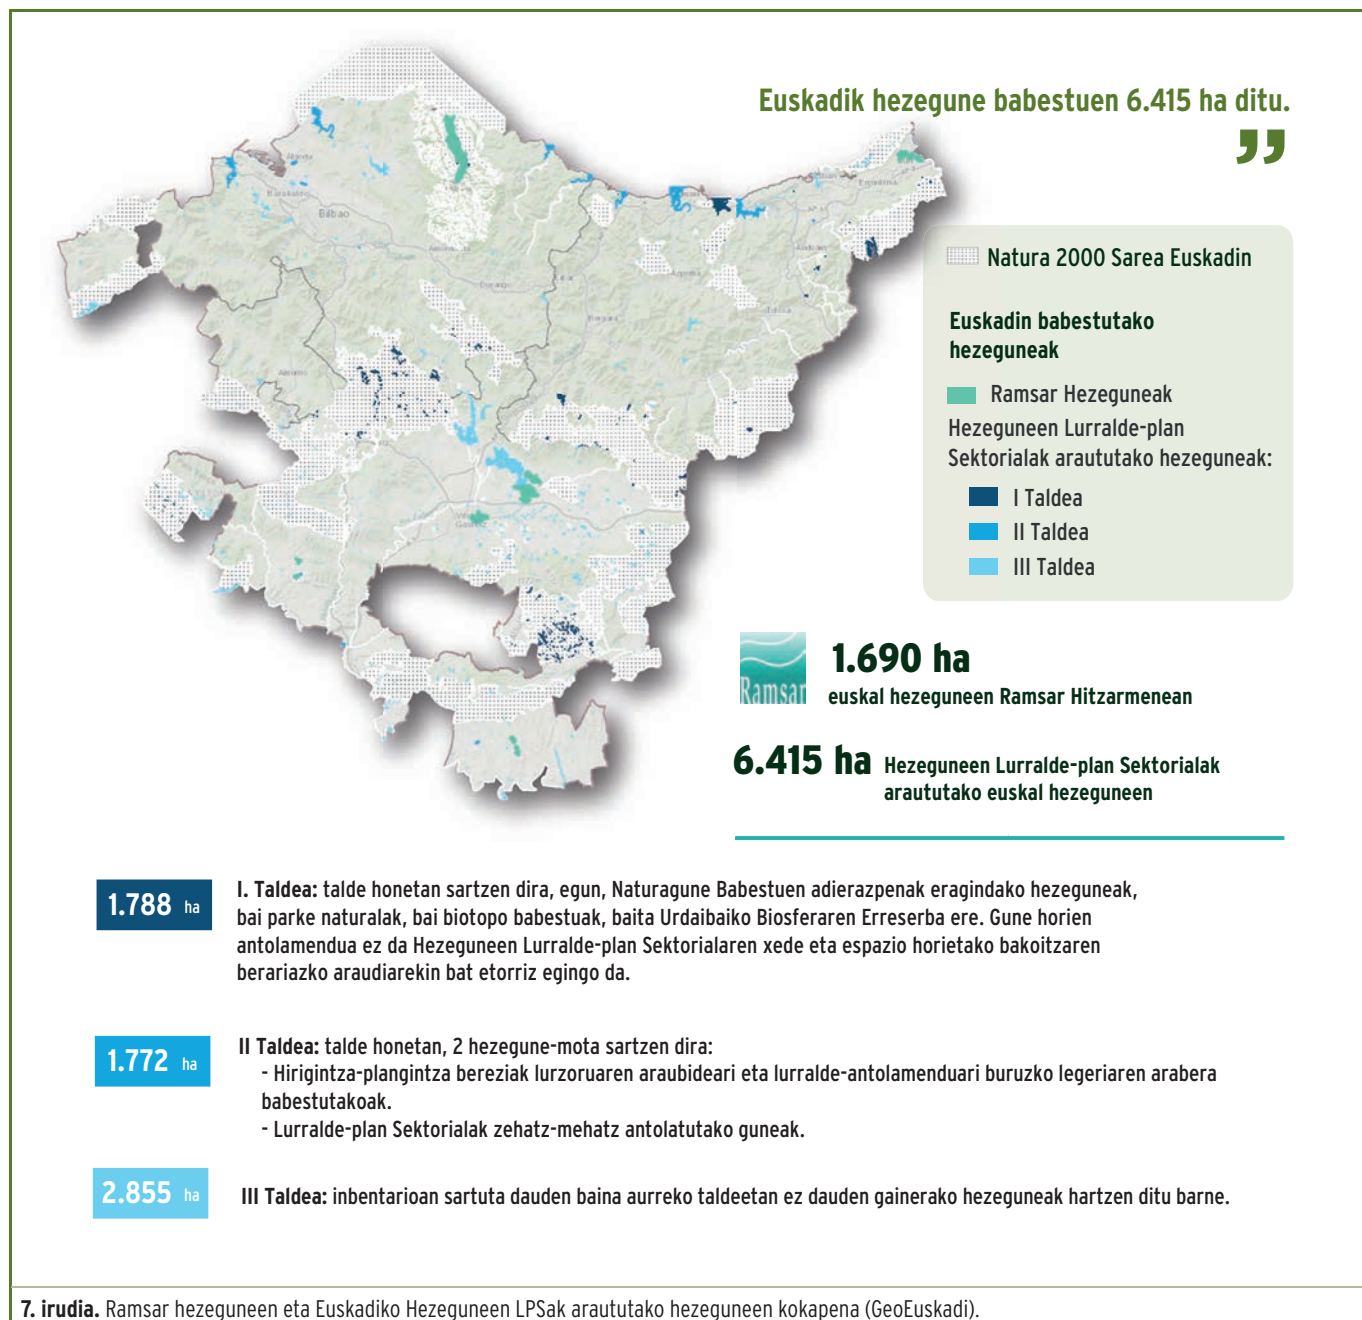 Euskadik hezegune babestuen 6.415 ha ditu.
”
Bilbao
Natura 2000 Sarea Euskadin
Euskadin babestutako
hezeguneak
Ramsar Hezeguneak
Hezeguneen Lurralde-plan
Sektorialak araututako hezeguneak:
I Taldea
II Taldea
III Taldea
Ramsar
1.690 ha
euskal hezeguneen Ramsar Hitzarmenean
6.415 ha Hezeguneen Lurralde-plan Sektorialak
araututako euskal hezeguneen
1.788 ha
I. Taldea: talde honetan sartzen dira, egun, Naturagune Babestuen adierazpenak eragindako hezeguneak,
bai parke naturalak, bai biotopo babestuak, baita Urdaibaiko Biosferaren Erreserba ere. Gune horien
antolamendua ez da Hezeguneen Lurralde-plan Sektorialaren xede eta espazio horietako bakoitzaren
berariazko araudiarekin bat etorriz egingo da.
1.772 ha
II Taldea: talde honetan, 2 hezegune-mota sartzen dira:
- Hirigintza-plangintza bereziak lurzoruaren araubideari eta lurralde-antolamenduari buruzko legeriaren arabera
babestutakoak.
- Lurralde-plan Sektorialak zehatz-mehatz antolatutako guneak.
2.855 ha
III Taldea: inbentarioan sartuta dauden baina aurreko taldeetan ez dauden gainerako hezeguneak hartzen ditu barne.
7. irudia. Ramsar hezeguneen eta Euskadiko Hezeguneen LPSak araututako hezeguneen kokapena (GeoEuskadi).